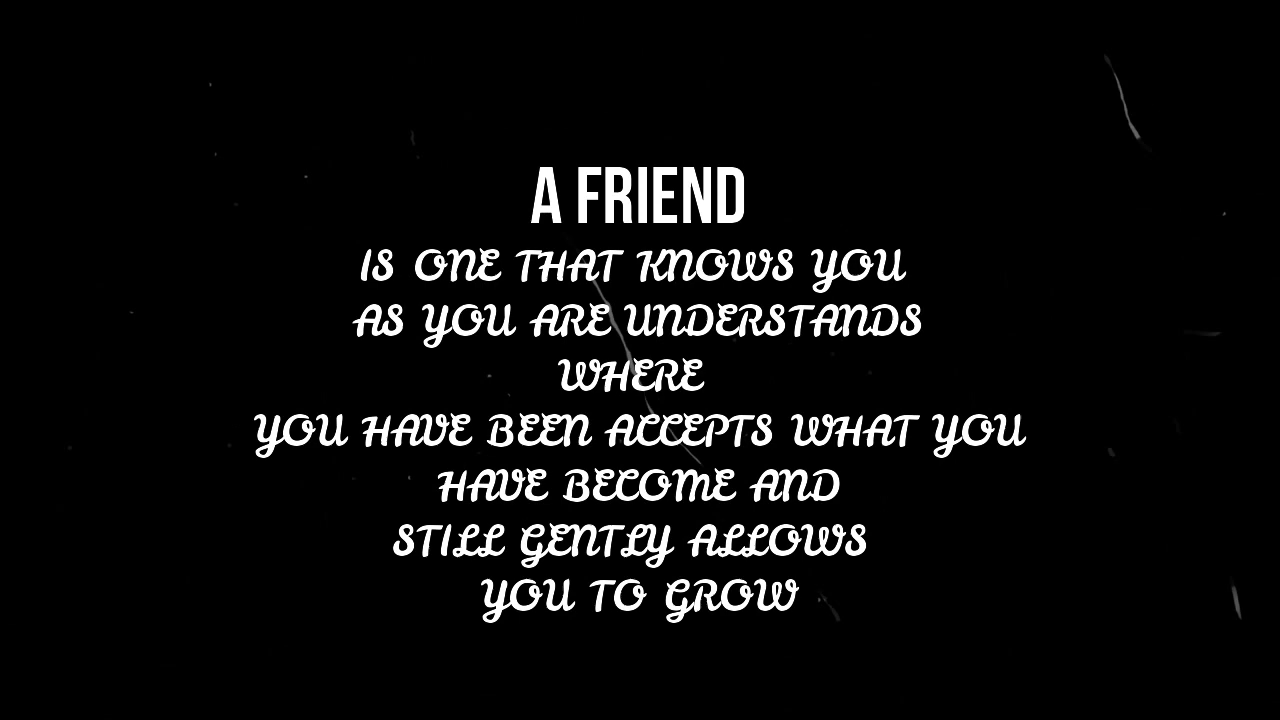 A FRIEND
IS ONE THAT KNOWS YOU
AS YOU ARE UNDERSTANDS
WHERE
YOU HAVE BEEN ACCEPTS WHAT YOU
HAVE BECOME AND
STILL GENTLY ALLOWS
YOU TO GROW